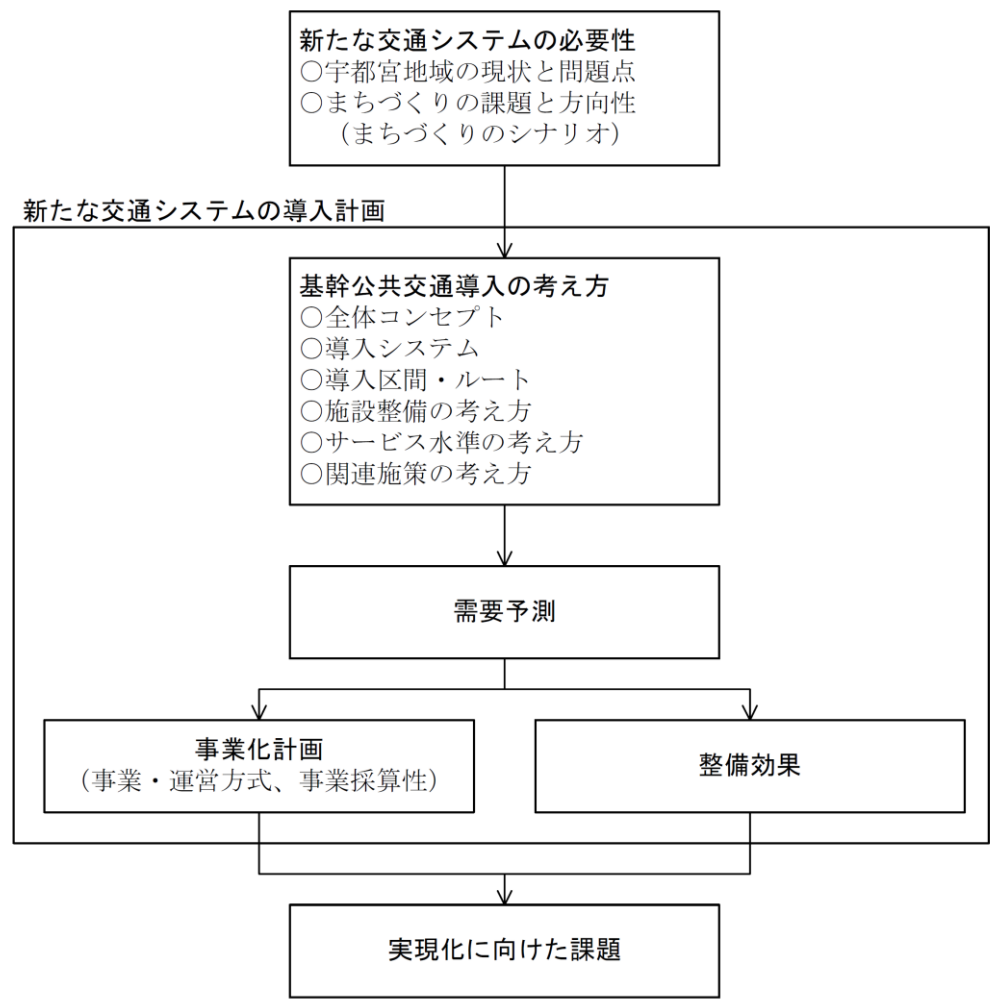 新たな交通システムの必要性
○宇都宮地域の現状と問題点
○まちづくりの課題と方向性
（まちづくりのシナリオ）
新たな交通システムの導入計画
基幹公共交通導入の考え方
○全体コンセプト
○導入システム
○導入区間・ルート
○施設整備の考え方
○サービス水準の考え方
○関連施策の考え方
需要予測
事業化計画
（事業・運営方式、事業採算性）
整備効果
実現化に向けた課題